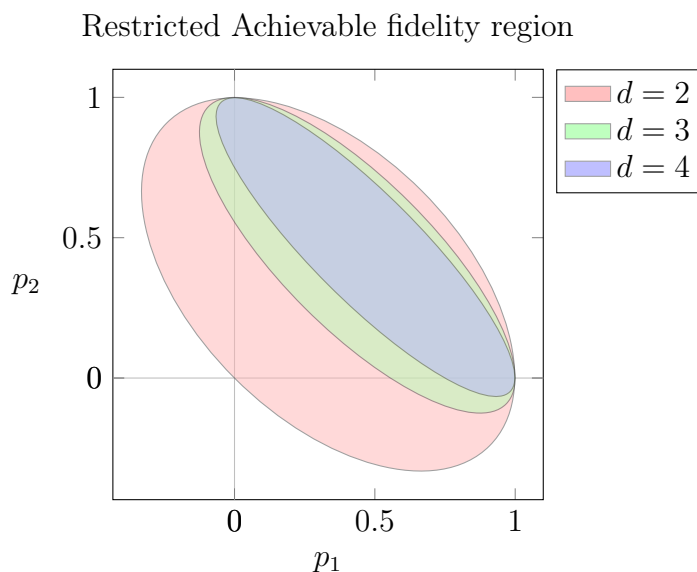 Restricted Achievable fidelity region
d = 2
d = 3
d = 4
1
0.5
0
p₂
0
0.5
1
p₁